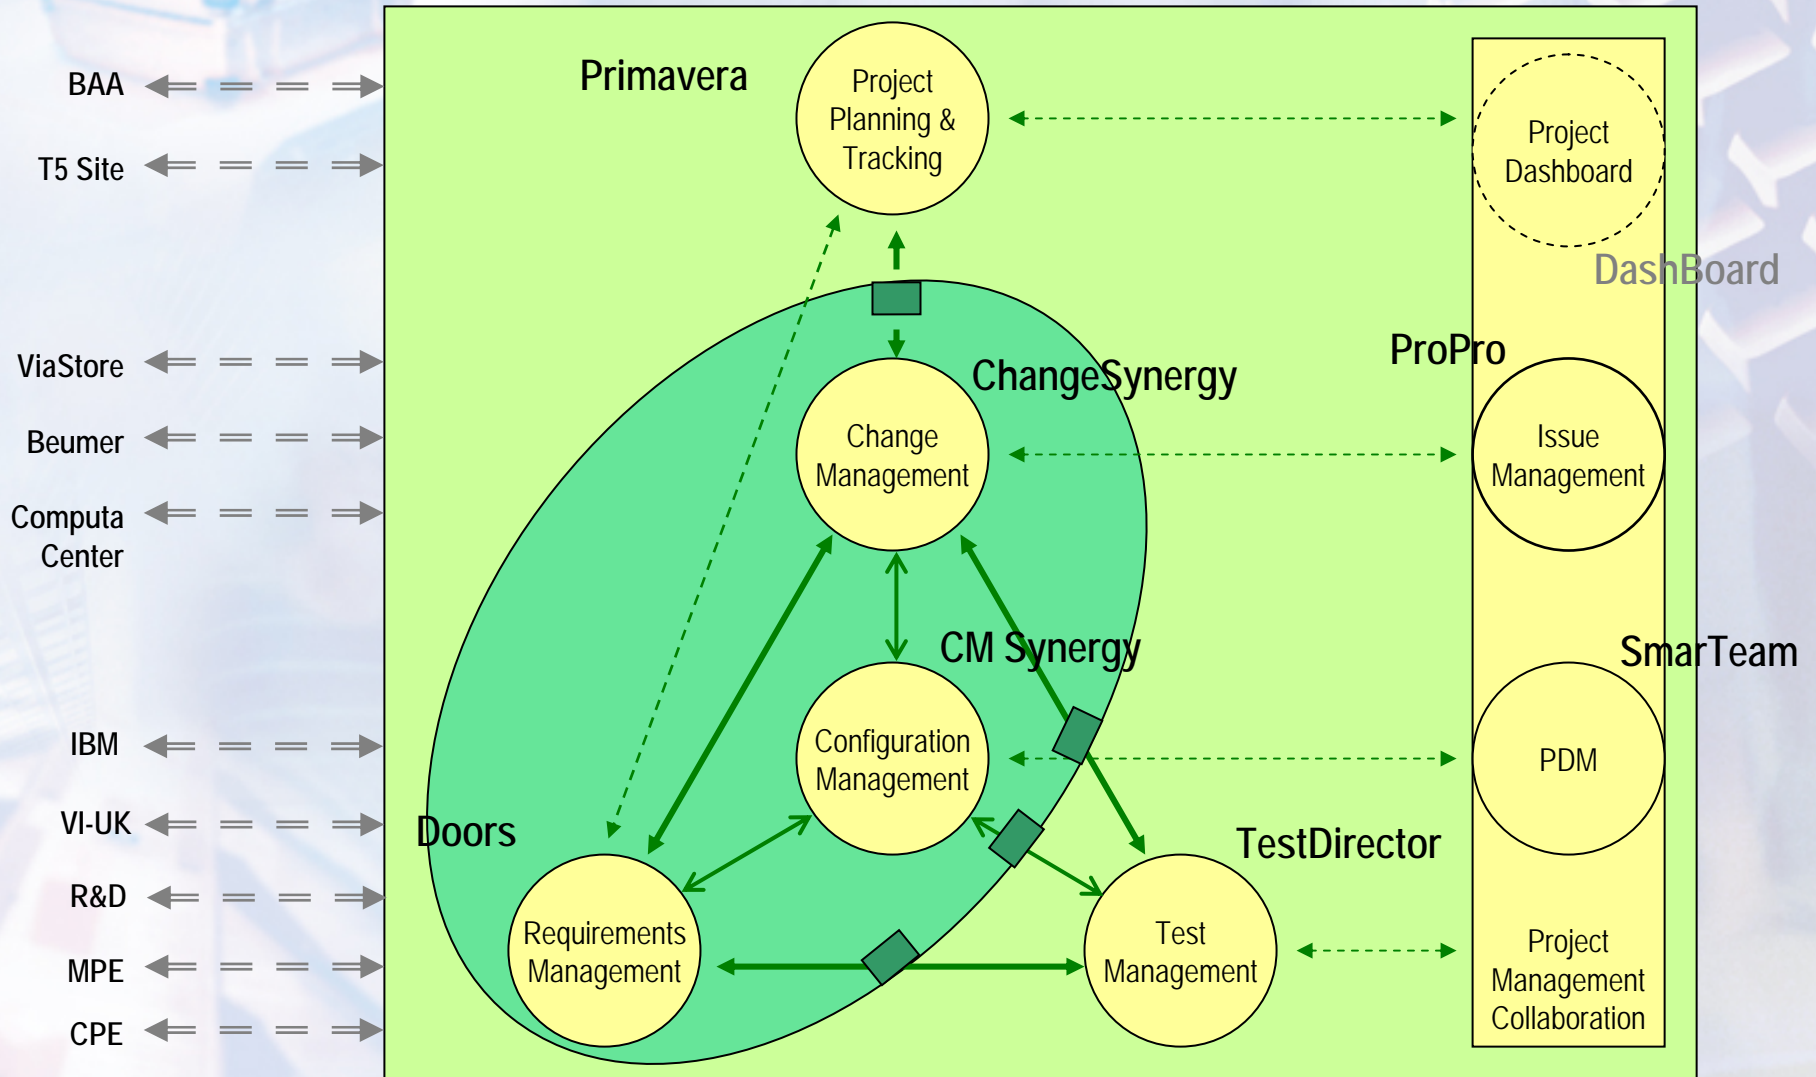 BAA
T5 Site
ViaStore
Beumer
Computa
Center
IBM
VI-UK
R&D
MPE
CPE
Primavera
Project
Planning &
Tracking
Project
Dashboard
DashBoard
ProPro
ChangeSynergy
Change
Management
Issue
Management
CM Synergy
SmarTeam
Configuration
Management
PDM
Doors
TestDirector
Requirements
Management
Test
Management
Project
Management
Collaboration